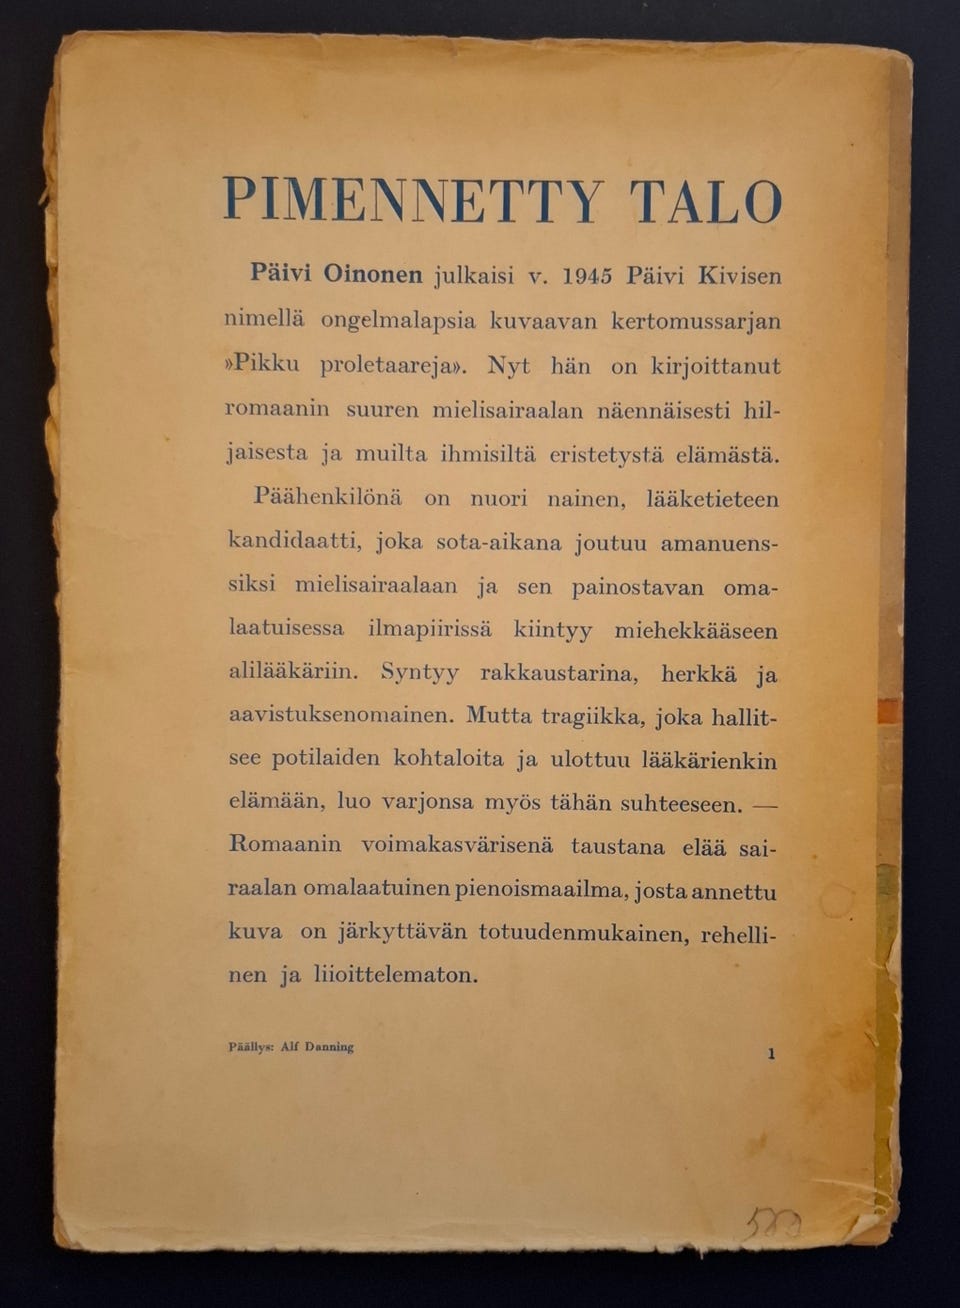 PIMENNETTY TALO
Päivi Oinonen julkaisi v. 1945 Päivi Kivisen
nimellä ongelmalapsia kuvaavan kertomussarjan
»Pikku proletaareja». Nyt hän on kirjoittanut
romaanin suuren mielisairaalan näennäisesti hil-
jaisesta ja muilta ihmisiltä eristetystä elämästä.
Päähenkilönä on nuori nainen, lääketieteen
kandidaatti, joka sota-aikana joutuu amanuens-
siksi mielisairaalaan ja sen painostavan oma-
laatuisessa ilmapiirissä kiintyy miehekkääseen
alilääkäriin. Syntyy rakkaustarina, herkkä ja
aavistuksenomainen. Mutta tragiikka, joka hallit-
see potilaiden kohtaloita ja ulottuu lääkärienkin
elämään, luo varjonsa myös tähän suhteeseen. —
Romaanin voimakasvärisenä taustana elää sai-
raalan omalaatuinen pienoismaailma, josta annettu
kuva on järkyttävän totuudenmukainen, rehelli-
nen ja liioittelematon.
Päällys: Alf Danning
1